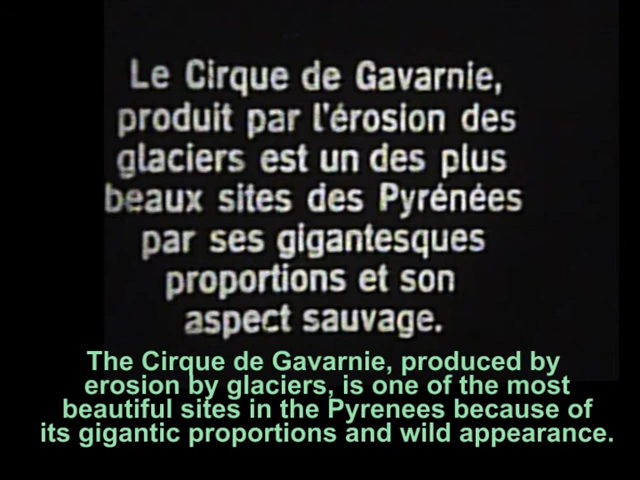 Le Cirque de Gavarnie,
produit par l'érosion des
glaciers est un des plus
beaux sites des Pyrénées
par ses gigantesques
proportions et son
aspect sauvage.
The Cirque de Gavarnie, produced by
erosion by glaciers, is one of the most
beautiful sites in the Pyrenees because of
its gigantic proportions and wild appearance.